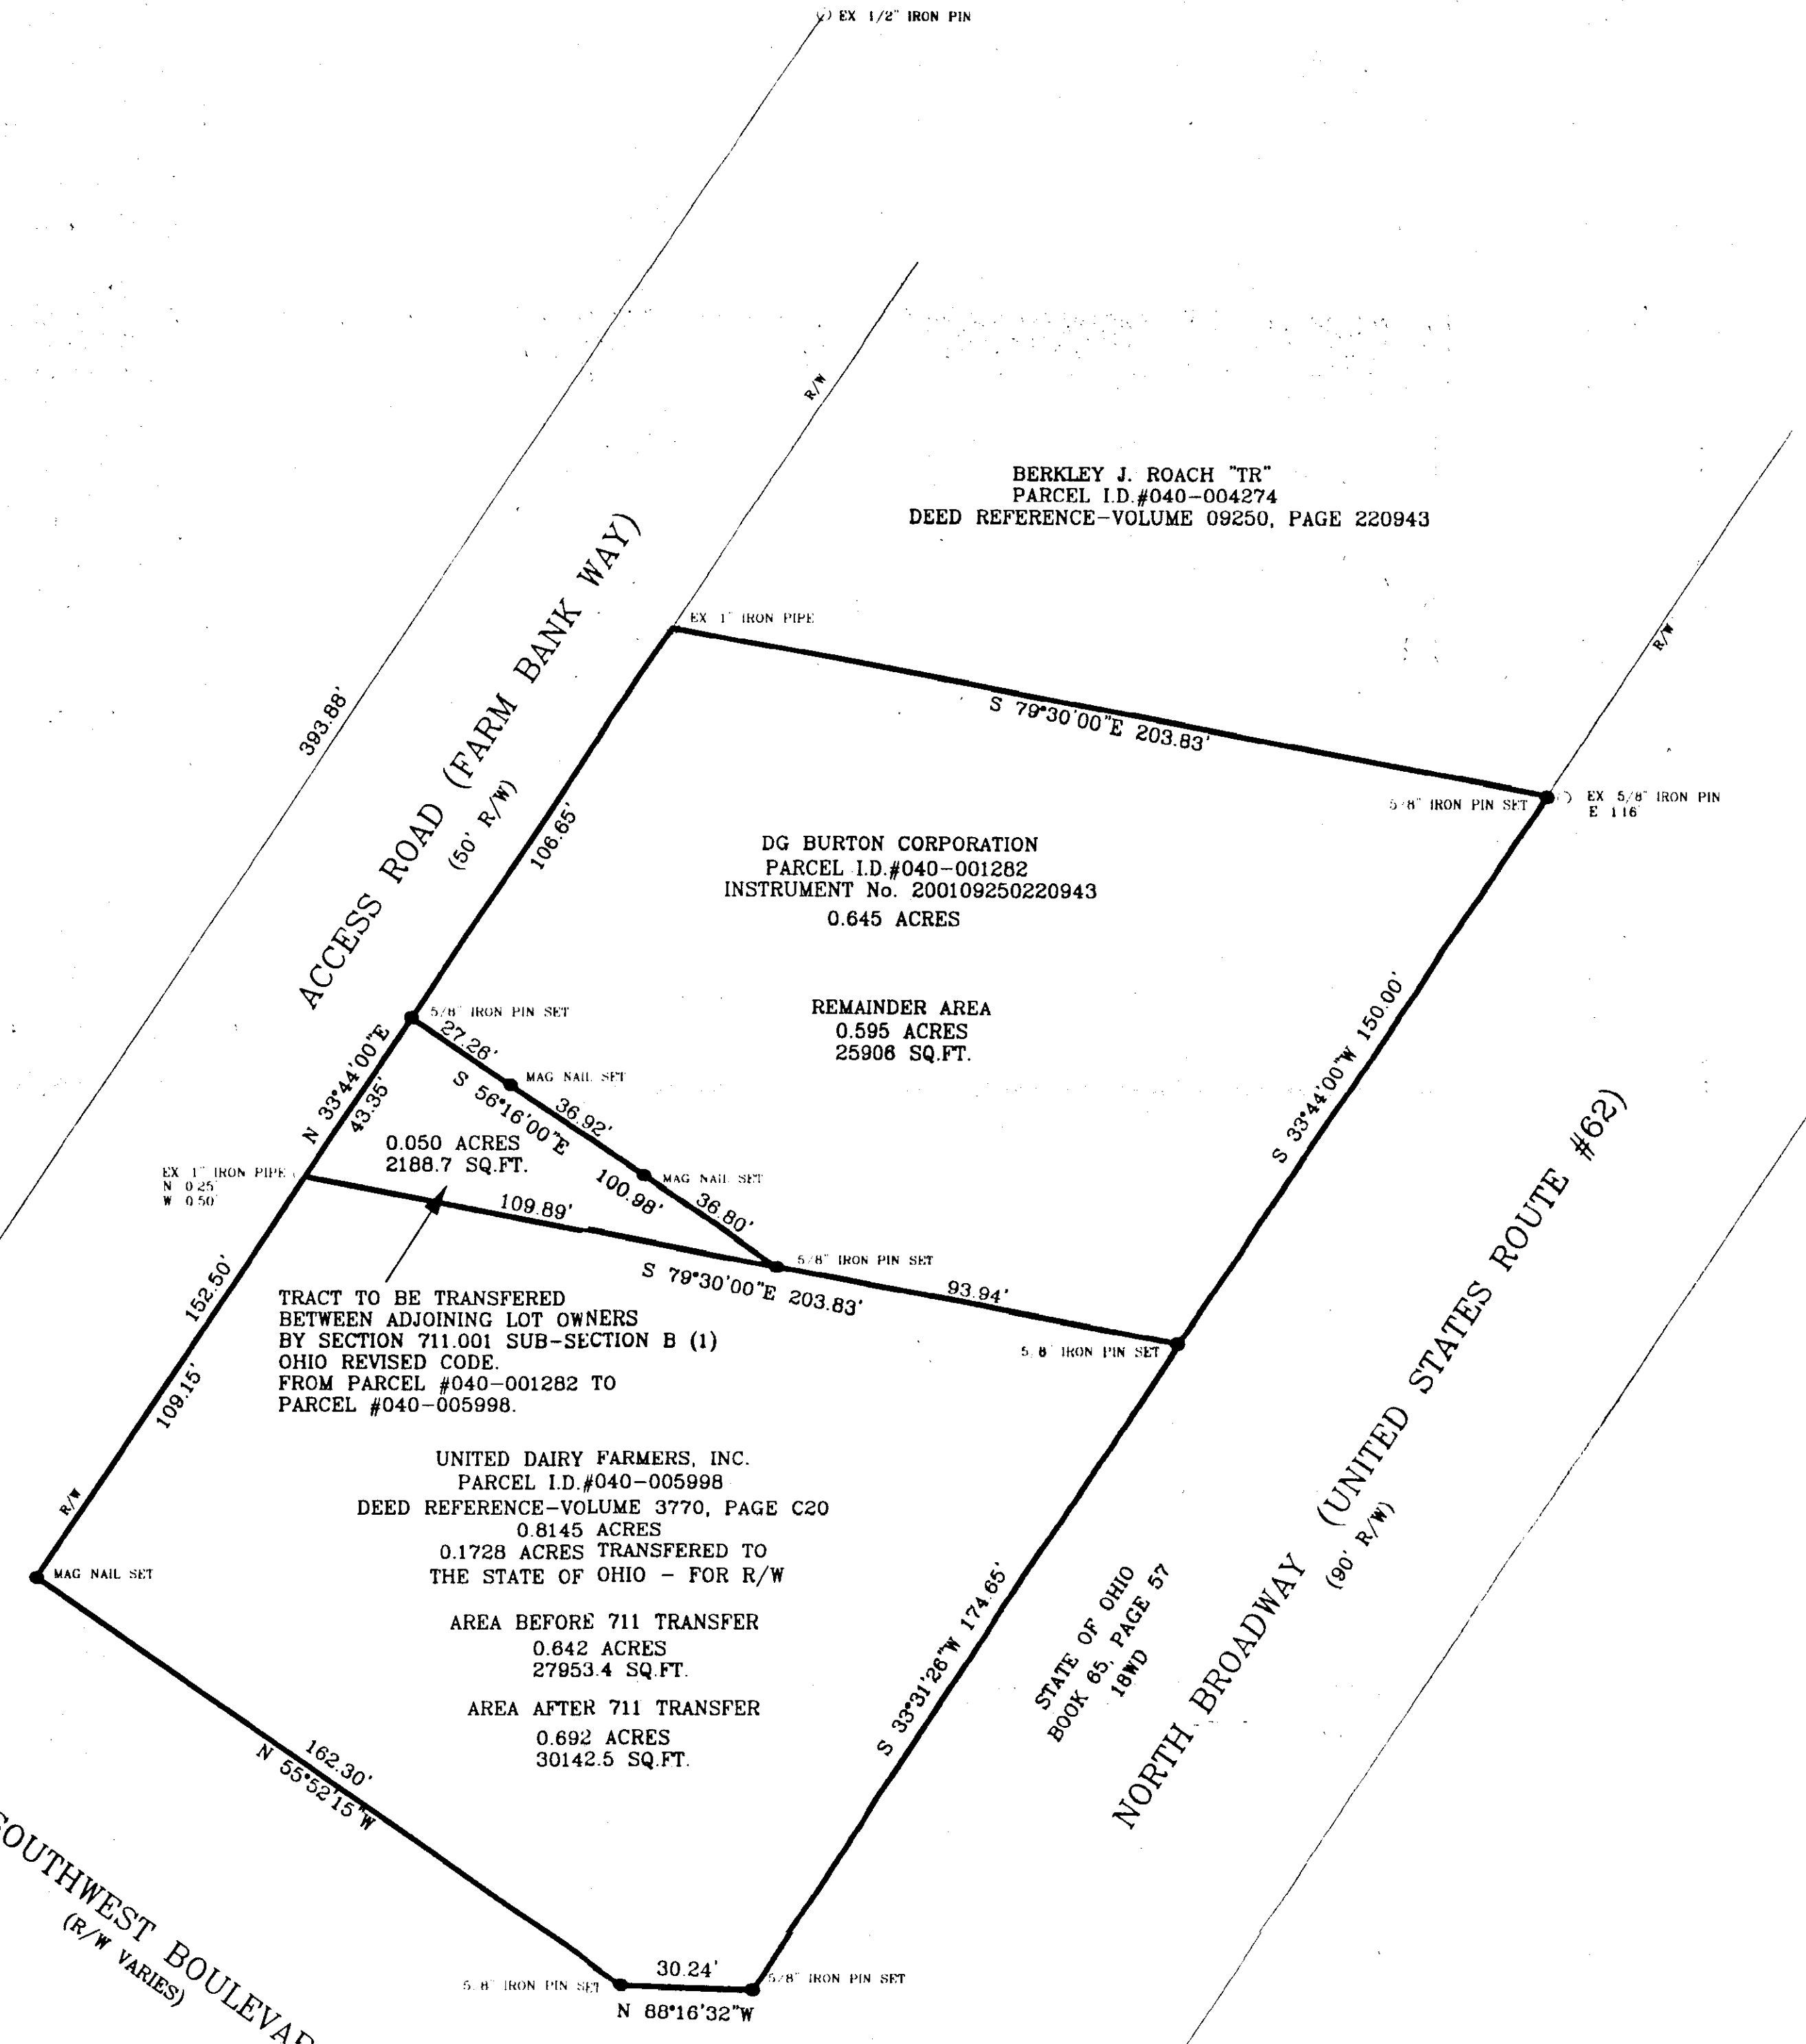 EX 1/2" IRON PIN
R/W
BERKLEY J. ROACH "TR"
PARCEL I.D.#040-004274
DEED REFERENCE-VOLUME 09250, PAGE 220943
R/W
EX 1" IRON PIPE
S 79°30'00"E 203.83'
393.88'
ACCESS ROAD (FARM BANK WAY)
(50' R/W)
106.65'
5/8" IRON PIN SET
EX 5/8" IRON PIN
E 1.16'
DG BURTON CORPORATION
PARCEL I.D.#040-001282
INSTRUMENT No. 200109250220943
0.645 ACRES
REMAINDER AREA
0.595 ACRES
25906 SQ.FT.
S 33°44'00"W 150.00'
5/8" IRON PIN SET
27.26'
MAG NAIL SET
N 33°44'00"E
43.35'
S 56°16'00"E
36.92'
100.98'
MAG NAIL SET
36.80'
0.050 ACRES
2188.7 SQ.FT.
EX 1" IRON PIPE
N 0.25'
W 0.50'
109.89'
5/8" IRON PIN SET
S 79°30'00"E 203.83'
93.94'
5/8" IRON PIN SET
152.50'
109.15'
TRACT TO BE TRANSFERED
BETWEEN ADJOINING LOT OWNERS
BY SECTION 711.001 SUB-SECTION B (1)
OHIO REVISED CODE.
FROM PARCEL #040-001282 TO
PARCEL #040-005998.
UNITED DAIRY FARMERS, INC.
PARCEL I.D.#040-005998
DEED REFERENCE-VOLUME 3770, PAGE C20
0.8145 ACRES
0.1728 ACRES TRANSFERED TO
THE STATE OF OHIO - FOR R/W
AREA BEFORE 711 TRANSFER
0.642 ACRES
27953.4 SQ.FT.
AREA AFTER 711 TRANSFER
0.692 ACRES
30142.5 SQ.FT.
R/W
MAG NAIL SET
S 33°31'26"W 174.65'
STATE OF OHIO
BOOK 65, PAGE 57
18WD
NORTH BROADWAY (UNITED STATES ROUTE #62)
(90' R/W)
162.30'
N 55°52'15"W
SOUTHWEST BOULEVAR
(R/W VARIES)
5/8" IRON PIN SET
30.24'
5/8" IRON PIN SET
N 88°16'32"W